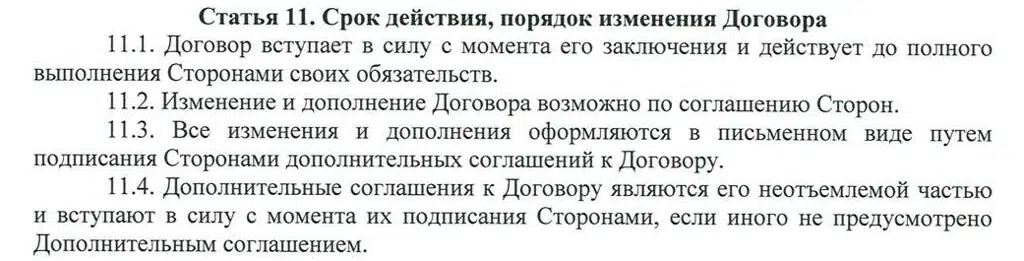 Статья 11. Срок действия, порядок изменения Договора
11.1. Договор вступает в силу с момента его заключения и действует до полного
выполнения Сторонами своих обязательств.
11.2. Изменение и дополнение Договора возможно по соглашению Сторон.
11.3. Все изменения и дополнения оформляются в письменном виде путем
подписания Сторонами дополнительных соглашений к Договору.
11.4. Дополнительные соглашения к Договору являются его неотъемлемой частью
и вступают в силу с момента их подписания Сторонами, если иного не предусмотрено
Дополнительным соглашением.